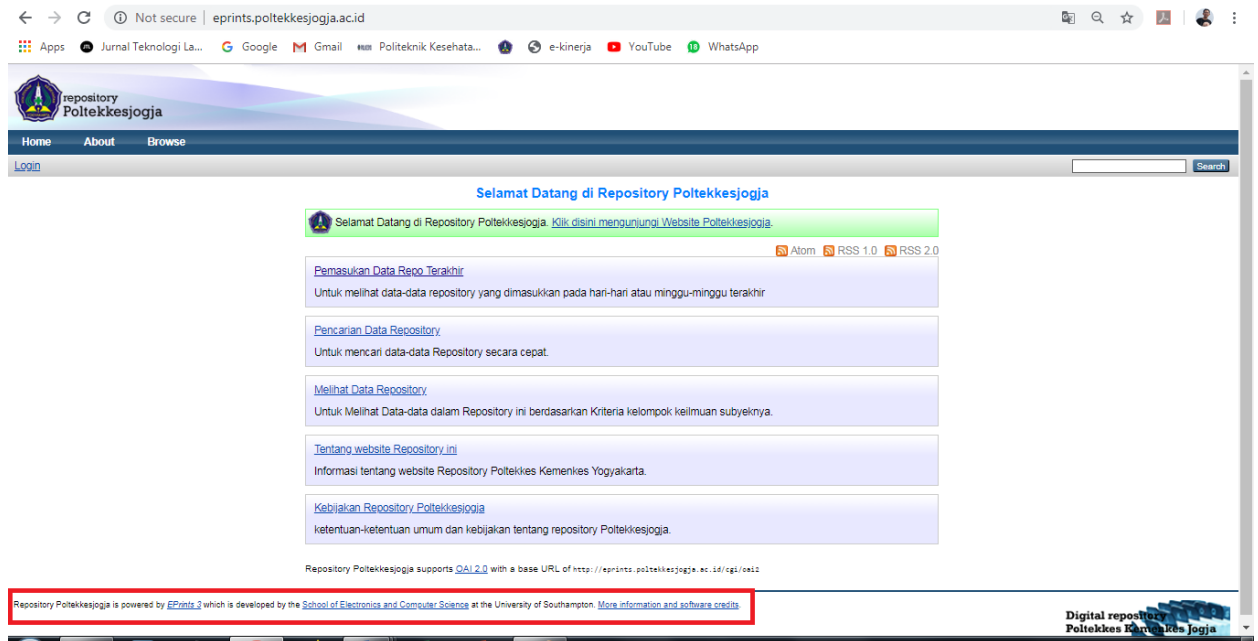 Not secure | eprints.poltekkesjogja.ac.id
Apps Jurnal Teknologi La... Google Gmail Politeknik Kesehata... e-kinerja YouTube WhatsApp
repository
Poltekkesjogja
Home About Browse
Login Search
Selamat Datang di Repository Poltekkesjogja
Selamat Datang di Repository Poltekkesjogja. Klik disini mengunjungi Website Poltekkesjogja.
Atom RSS 1.0 RSS 2.0
Pemasukan Data Repo Terakhir
Untuk melihat data-data repository yang dimasukkan pada hari-hari atau minggu-minggu terakhir
Pencarian Data Repository
Untuk mencari data-data Repository secara cepat.
Melihat Data Repository
Untuk Melihat Data-data dalam Repository ini berdasarkan Kriteria kelompok keilmuan subyeknya.
Tentang website Repository ini
Informasi tentang website Repository Poltekkes Kemenkes Yogyakarta.
Kebijakan Repository Poltekkesjogja
ketentuan-ketentuan umum dan kebijakan tentang repository Poltekkesjogja.
Repository Poltekkesjogja supports OAI 2.0 with a base URL of http://eprints.poltekkesjogja.ac.id/cgi/oai2
Repository Poltekkesjogja is powered by EPrints 3 which is developed by the School of Electronics and Computer Science at the University of Southampton. More information and software credits.
Digital repository
Poltekkes Kemenkes Jogja